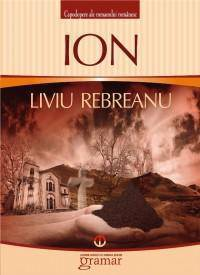 Capodopere ale romanului românesc
ION
LIVIU REBREANU
gramar